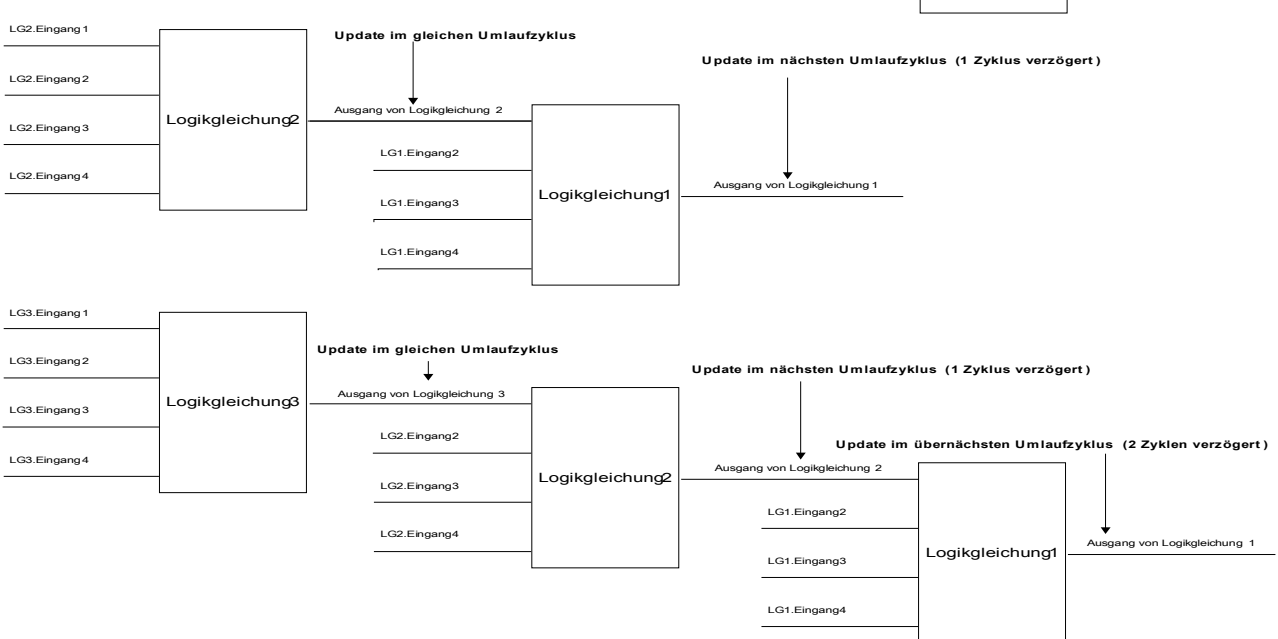 LG2.Eingang1
Update im gleichen Umlaufzyklus
Update im nächsten Umlaufzyklus (1 Zyklus verzögert)
LG2.Eingang2
Ausgang von Logikgleichung 2
Logikgleichung2
LG2.Eingang3
LG1.Eingang2
LG2.Eingang4
Ausgang von Logikgleichung 1
Logikgleichung1
LG1.Eingang3
LG1.Eingang4
LG3.Eingang1
Update im gleichen Umlaufzyklus
LG3.Eingang2
Update im nächsten Umlaufzyklus (1 Zyklus verzögert)
Ausgang von Logikgleichung 3
Logikgleichung3
LG3.Eingang3
LG2.Eingang2
Update im übernächsten Umlaufzyklus (2 Zyklen verzögert)
LG3.Eingang4
Ausgang von Logikgleichung 2
Logikgleichung2
LG2.Eingang3
LG1.Eingang2
LG2.Eingang4
Ausgang von Logikgleichung 1
Logikgleichung1
LG1.Eingang3
LG1.Eingang4